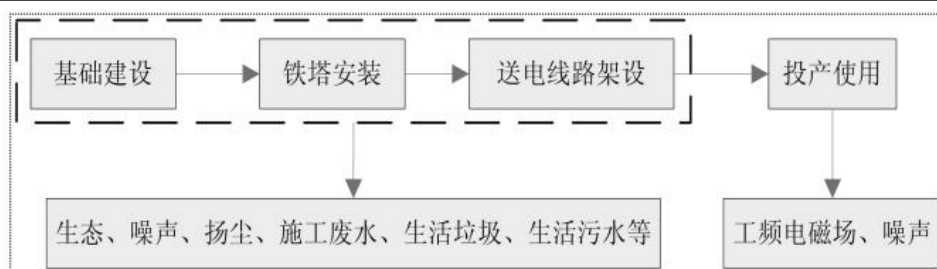 基础建设
铁塔安装
送电线路架设
投产使用
生态、噪声、扬尘、施工废水、生活垃圾、生活污水等
工频电磁场、噪声